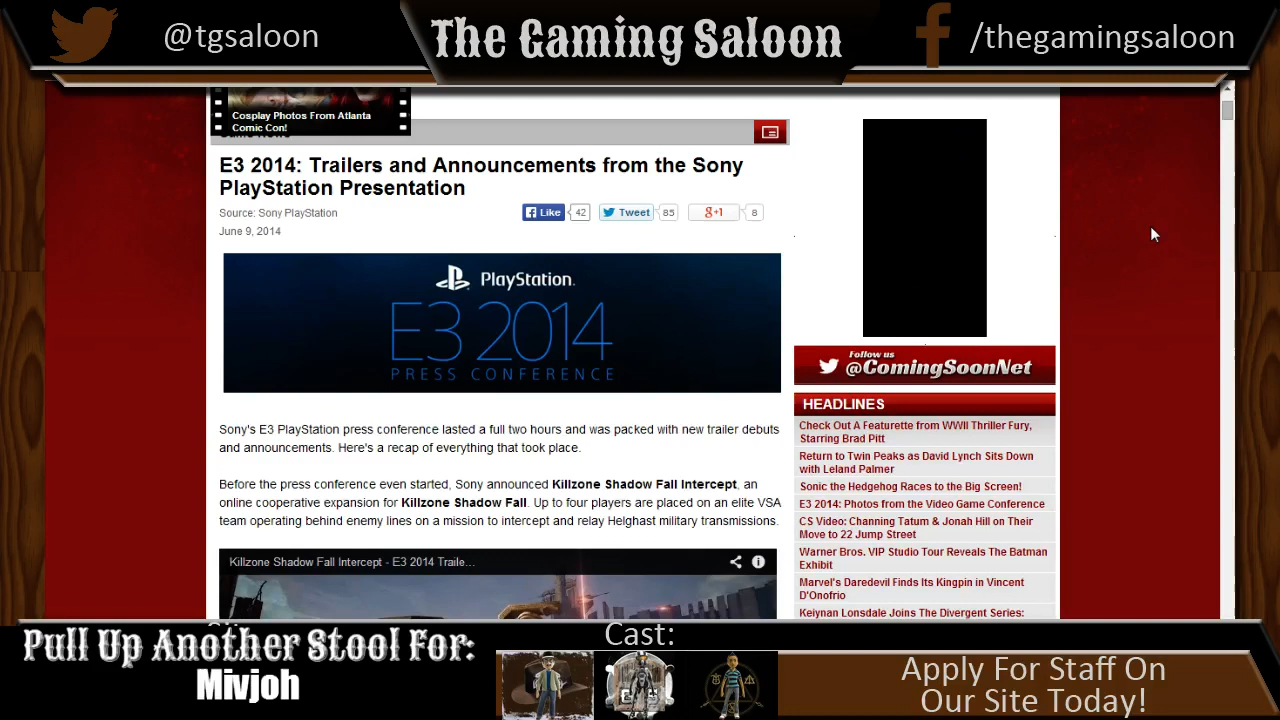 @tgsaloon
The Gaming Saloon
/thegamingsaloon
Cosplay Photos From Atlanta
Comic Con!
E3 2014: Trailers and Announcements from the Sony
PlayStation Presentation
Source: Sony PlayStation
Like 42 Tweet 85 g+1 8
June 9, 2014
PlayStation.
E3 2014
PRESS CONFERENCE
Sony's E3 PlayStation press conference lasted a full two hours and was packed with new trailer debuts
and announcements. Here's a recap of everything that took place.
Before the press conference even started, Sony announced Killzone Shadow Fall Intercept, an
online cooperative expansion for Killzone Shadow Fall. Up to four players are placed on an elite VSA
team operating behind enemy lines on a mission to intercept and relay Helghast military transmissions.
Killzone Shadow Fall Intercept - E3 2014 Traile...
Follow us
@ComingSoonNet
HEADLINES
Check Out A Featurette from WWII Thriller Fury,
Starring Brad Pitt
Return to Twin Peaks as David Lynch Sits Down
with Leland Palmer
Sonic the Hedgehog Races to the Big Screen!
E3 2014: Photos from the Video Game Conference
CS Video: Channing Tatum & Jonah Hill on Their
Move to 22 Jump Street
Warner Bros. VIP Studio Tour Reveals The Batman
Exhibit
Marvel's Daredevil Finds Its Kingpin in Vincent
D'Onofrio
Keiynan Lonsdale Joins The Divergent Series:
Pull Up Another Stool For:
Mivjoh
Cast:
Apply For Staff On
Our Site Today!